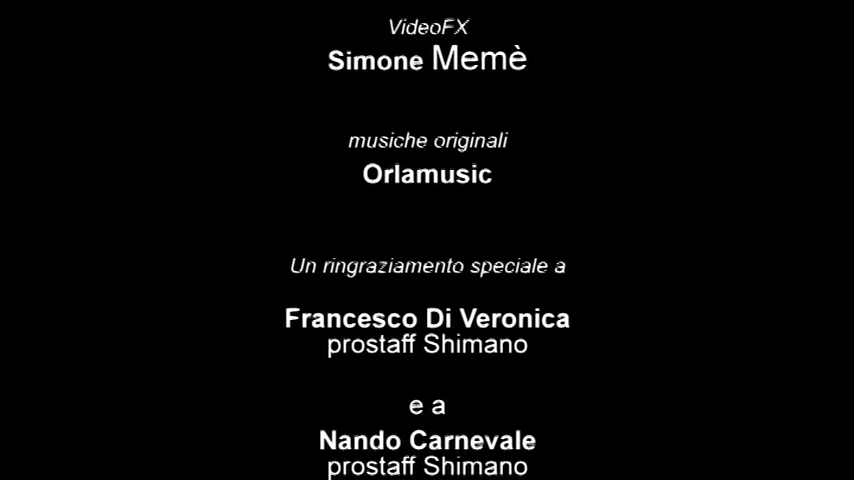 VideoFX
Simone Memè
musiche originali
Orlamusic
Un ringraziamento speciale a
Francesco Di Veronica
prostaff Shimano
e a
Nando Carnevale
prostaff Shimano